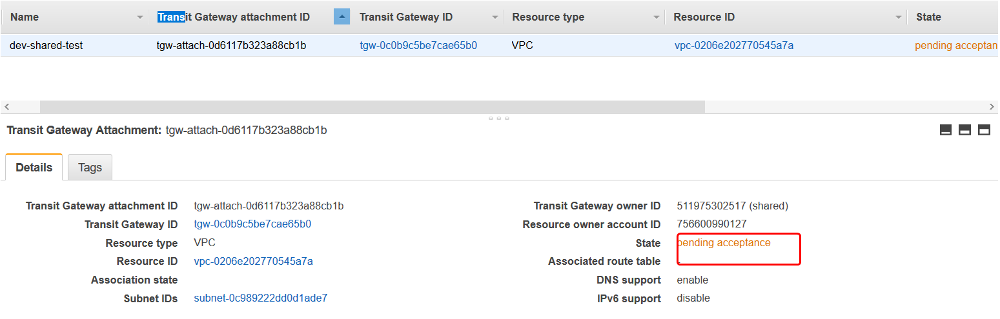 Name Transit Gateway attachment ID Transit Gateway ID Resource type Resource ID State
dev-shared-test tgw-attach-0d6117b323a88cb1b tgw-0c0b9c5be7cae65b0 VPC vpc-0206e202770545a7a pending acceptan
Transit Gateway Attachment: tgw-attach-0d6117b323a88cb1b
Details Tags
Transit Gateway attachment ID tgw-attach-0d6117b323a88cb1b Transit Gateway owner ID 511975302517 (shared)
Transit Gateway ID tgw-0c0b9c5be7cae65b0 Resource owner account ID 756600990127
Resource type VPC State pending acceptance
Resource ID vpc-0206e202770545a7a Associated route table -
Association state DNS support enable
Subnet IDs subnet-0c989222dd0d1ade7 IPv6 support disable